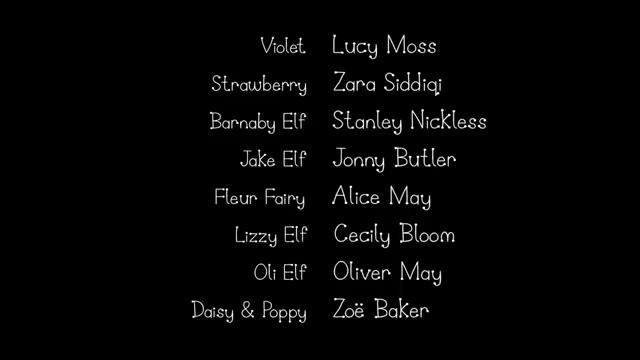 Violet Lucy Moss
Strawberry Zara Siddiqi
Barnaby Elf Stanley Nickless
Jake Elf Jonny Butler
Fleur Fairy Alice May
Lizzy Elf Cecily Bloom
Oli Elf Oliver May
Daisy & Poppy Zoë Baker